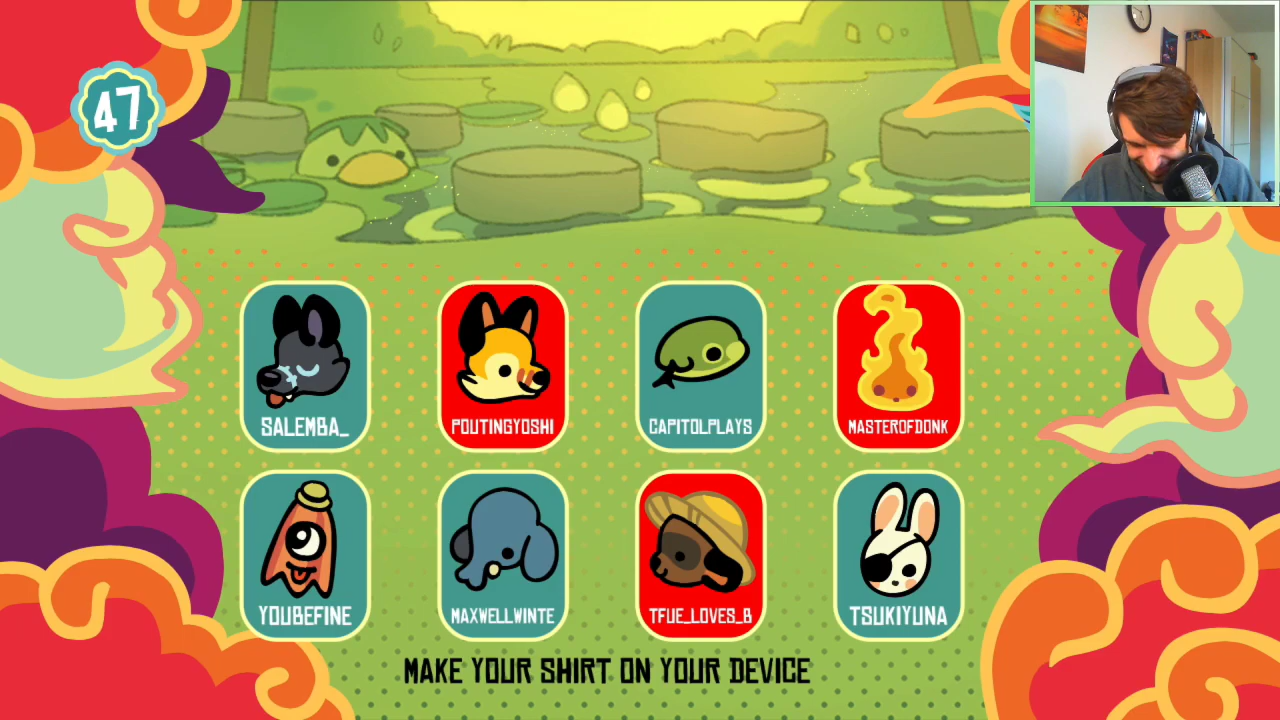 47
SALEMBA_
POUTINGYOSHI
CAPITOLPLAYS
MASTEROFDONK
YOUBEFINE
MAXWELLWINTE
TFUE_LOVES_B
TSUKIYUNA
MAKE YOUR SHIRT ON YOUR DEVICE